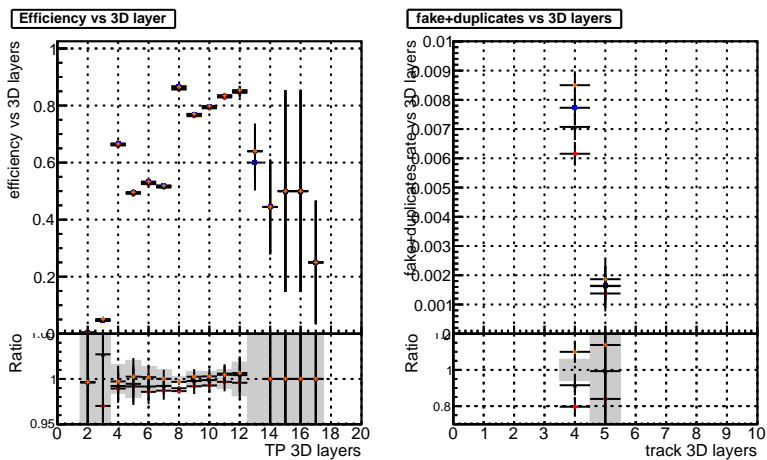 Efficiency vs 3D layer
efficiency vs 3D layers
1
0.8
0.6
0.4
0.2
Ratio
1
0.95
0 2 4 6 8 10 12 14 16 18 20
TP 3D layers
fake+duplicates vs 3D layers
fake+duplicates rate vs 3D layers
0.01
0.009
0.008
0.007
0.006
0.005
0.004
0.003
0.002
0.001
0
Ratio
1
0.8
0 1 2 3 4 5 6 7 8 9 10
track 3D layers